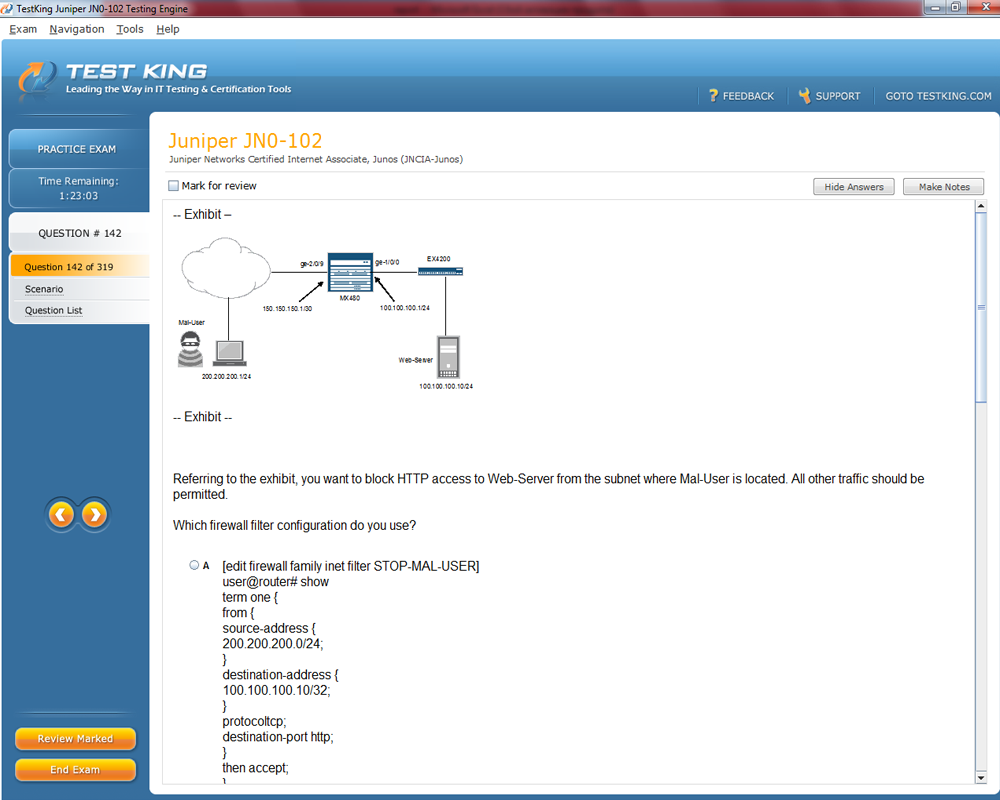 TestKing Juniper JN0-102 Testing Engine
Exam Navigation Tools Help
TEST KING
Leading the Way in IT Testing & Certification Tools
? FEEDBACK SUPPORT GOTO TESTKING.COM
PRACTICE EXAM
Time Remaining:
1:23:03
QUESTION # 142
Question 142 of 319
Scenario
Question List
Review Marked
End Exam
Juniper JN0-102
Juniper Networks Certified Internet Associate, Junos (JNCIA-Junos)
Mark for review
Hide Answers Make Notes
-- Exhibit –
ge-2/0/9 ge-1/0/0 EX4200
MX480
150.150.150.1/30 100.100.100.1/24
Mal-User
Web-Server
200.200.200.1/24
100.100.100.10/24
-- Exhibit --
Referring to the exhibit, you want to block HTTP access to Web-Server from the subnet where Mal-User is located. All other traffic should be
permitted.
Which firewall filter configuration do you use?
A [edit firewall family inet filter STOP-MAL-USER]
user@router# show
term one {
from {
source-address {
200.200.200.0/24;
}
destination-address {
100.100.100.10/32;
}
protocoltcp;
destination-port http;
}
then accept;
}